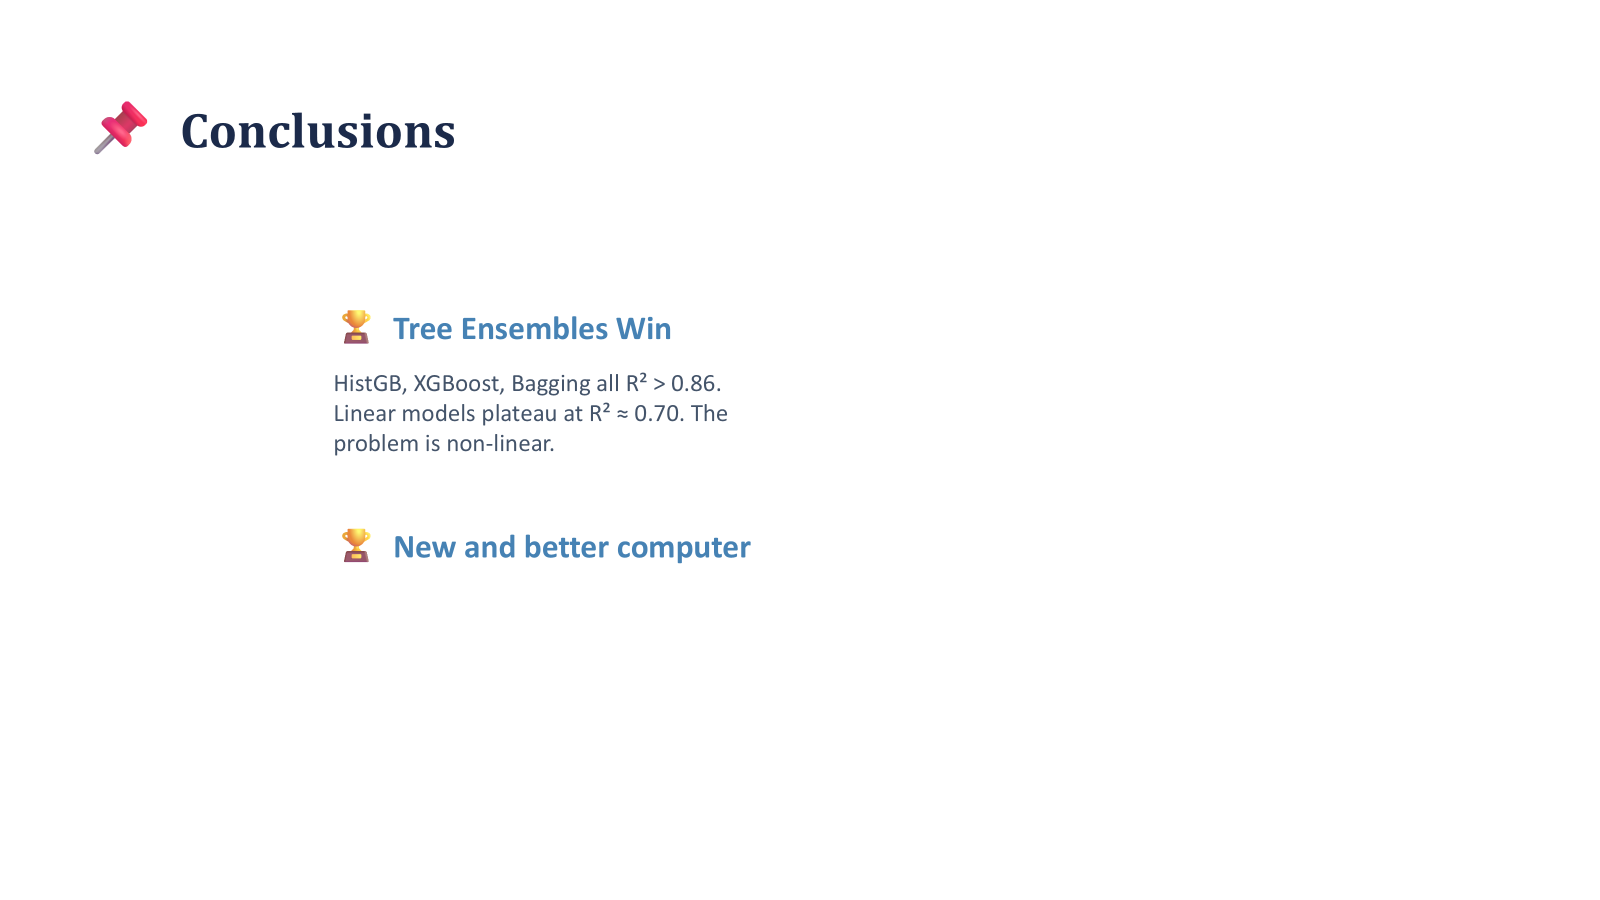 Conclusions
Tree Ensembles Win
HistGB, XGBoost, Bagging all R² > 0.86.
Linear models plateau at R² ≈ 0.70. The
problem is non-linear.
New and better computer